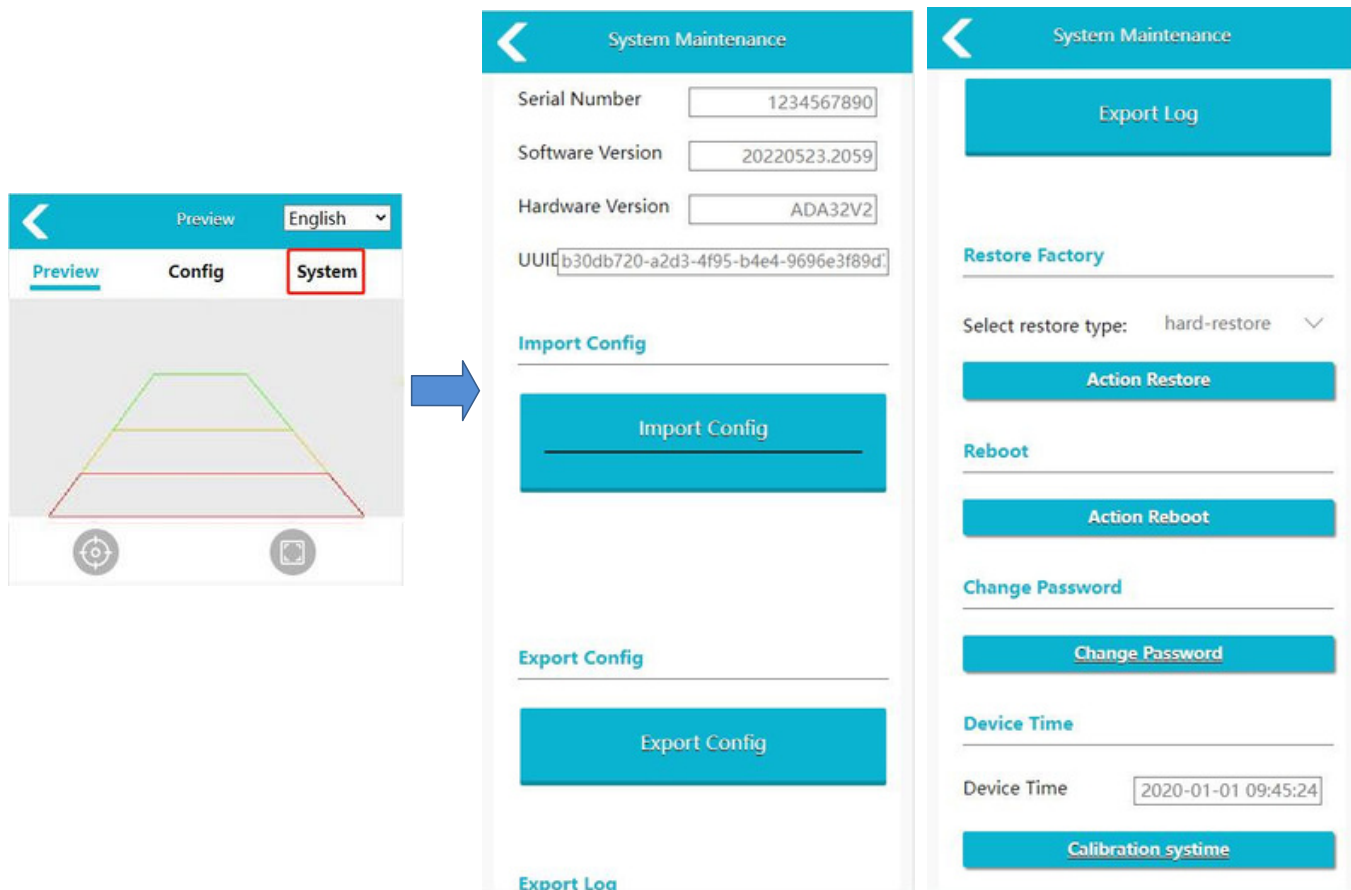 Preview
English
Preview Config System
System Maintenance
Serial Number 1234567890
Software Version 20220523.2059
Hardware Version ADA32V2
UUID b30db720-a2d3-4f95-b4e4-9696e3f89d
Import Config
Import Config
Export Config
Export Config
Export Log
System Maintenance
Export Log
Restore Factory
Select restore type: hard-restore
Action Restore
Reboot
Action Reboot
Change Password
Change Password
Device Time
Device Time 2020-01-01 09:45:24
Calibration systime